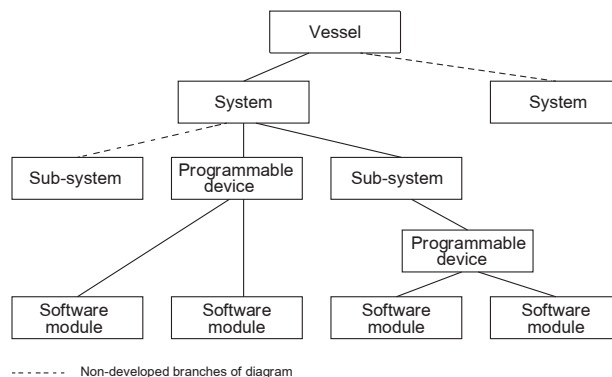 Vessel
System
System
Sub-system
Programmable
device
Sub-system
Programmable
device
Software
module
Software
module
Software
module
Software
module
Non-developed branches of diagram